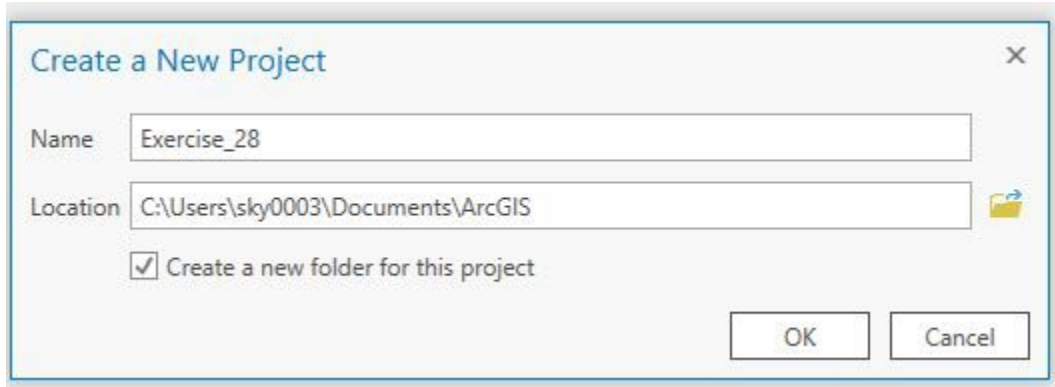 Create a New Project
Name Exercise_28
Location C:\Users\sky0003\Documents\ArcGIS
Create a new folder for this project
OK Cancel